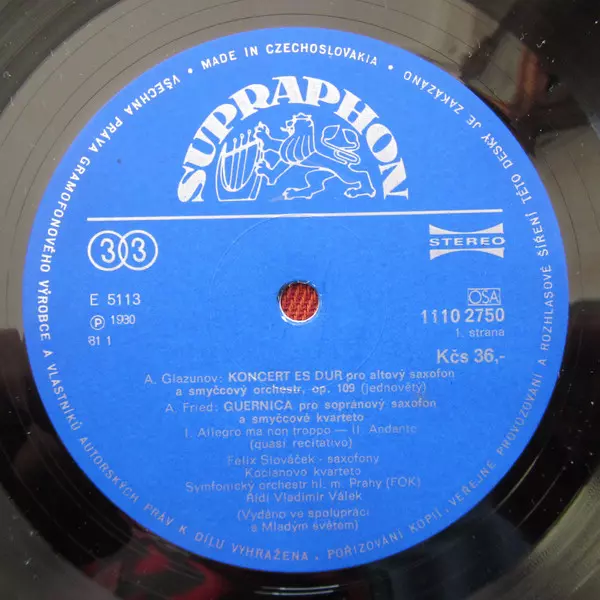 VŠECHNA PRÁVA GRAMOFONOVÉHO VÝROBCE A VLASTNÍKŮ AUTORSKÝCH PRÁV K DÍLU VYHRAŽENA. POŘIZOVÁNÍ KOPIÍ, VEŘEJNÉ PROVOZOVÁNÍ A ROZHLASOVÉ ŠÍŘENÍ TÉTO DESKY JE ZAKÁZÁNO • MADE IN CZECHOSLOVAKIA •
SUPRAPHON
33
STEREO
E 5113
℗ 1980
81 1
OSA
1110 2750
1. strana
Kčs 36,-
A. Glazunov: KONCERT ES DUR pro altový saxofon
a smyčcový orchestr, op. 109 (jednovětý)
A. Fried: GUERNICA pro sopránový saxofon
a smyčcové kvarteto
I. Allegro ma non troppo — II. Andante
(quasi recitativo)
Felix Slováček - saxofony
Kocianovo kvarteto
Symfonický orchestr hl. m. Prahy (FOK)
Řídí Vladimír Válek
(Vydáno ve spolupráci
s Mladým světem)